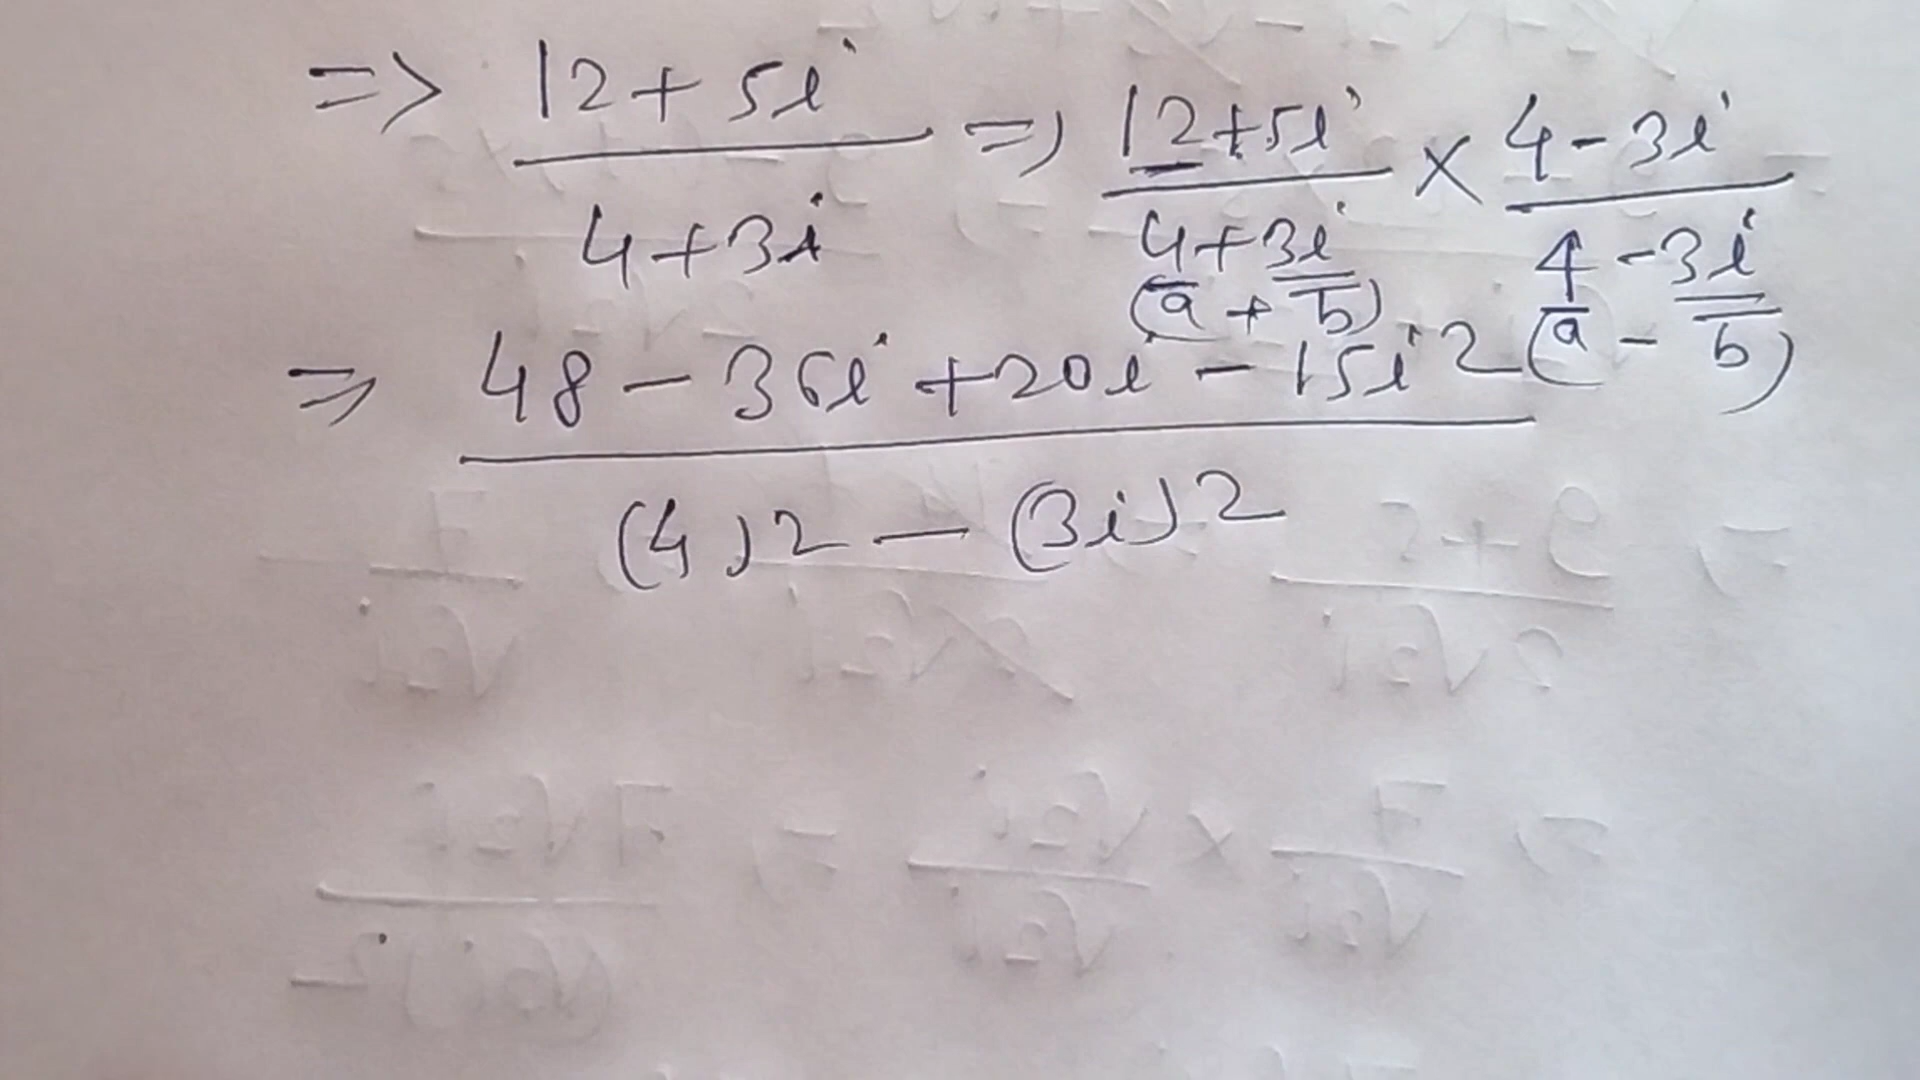 => 12+5i / 4+3i => 12+5i / 4+3i × 4-3i / 4-3i
(a + b) (a - b)
=> 48 - 36i + 20i - 15i2 / (4)2 - (3i)2